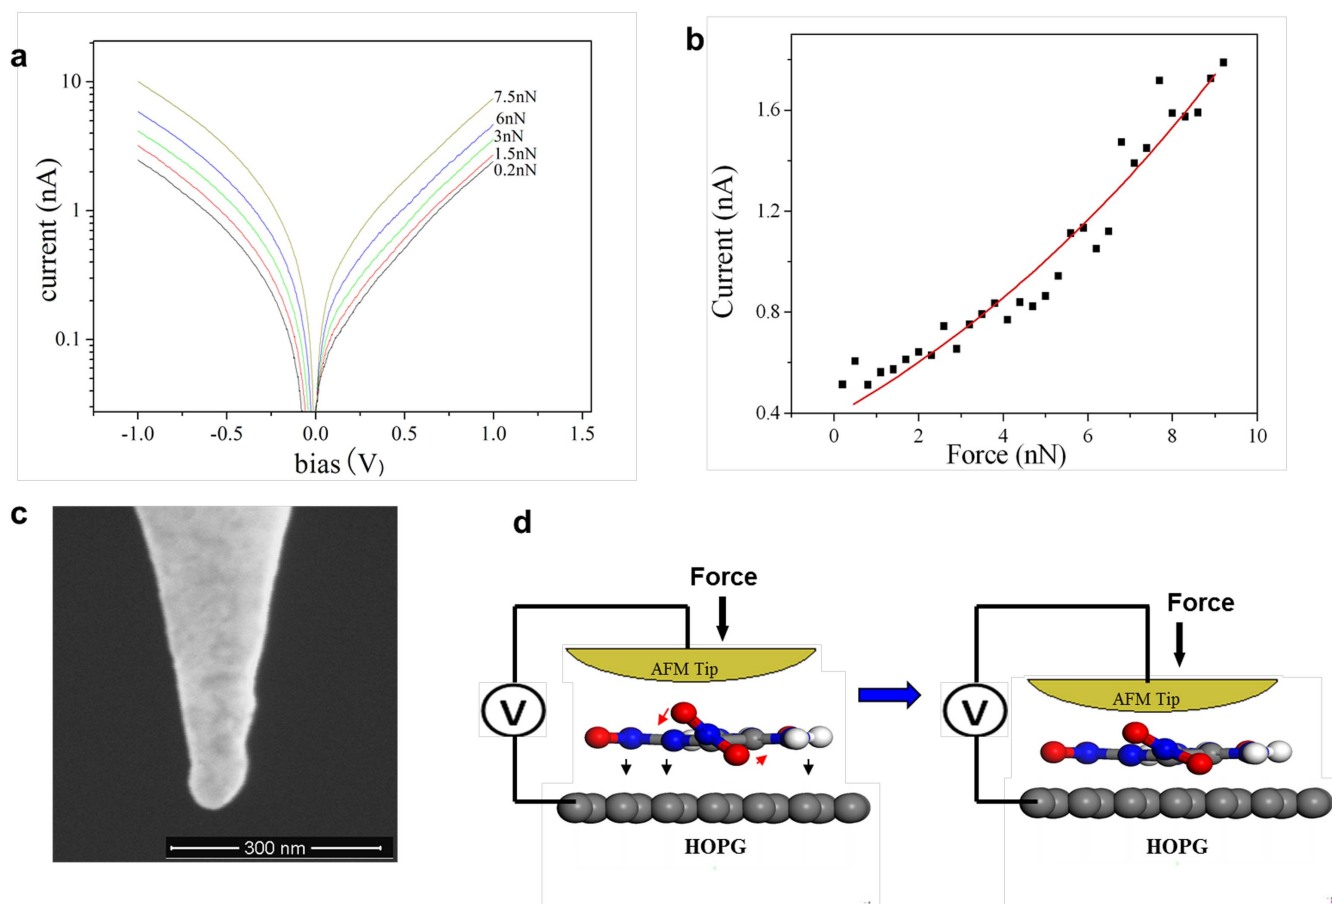 a
10
1
0.1
current (nA)
7.5nN
6nN
3nN
1.5nN
0.2nN
-1.0 -0.5 0.0 0.5 1.0 1.5
bias (V)
b
1.6
1.2
0.8
0.4
Current (nA)
0 2 4 6 8 10
Force (nN)
c
300 nm
d
Force
AFM Tip
V
HOPG
Force
AFM Tip
V
HOPG